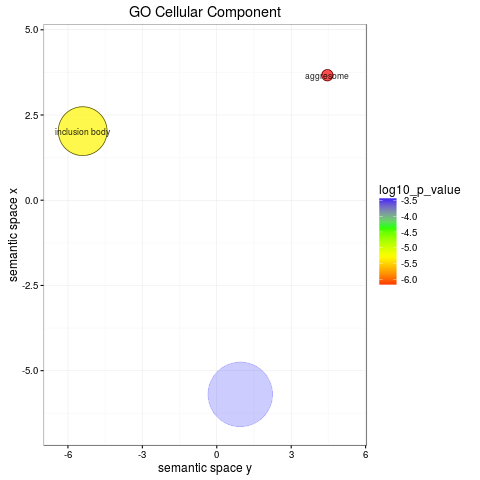 GO Cellular Component
5.0
2.5
0.0
-2.5
-5.0
semantic space x
aggresome
inclusion body
-6
-3
0
3
6
semantic space y
log10_p_value
-3.5
-4.0
-4.5
-5.0
-5.5
-6.0